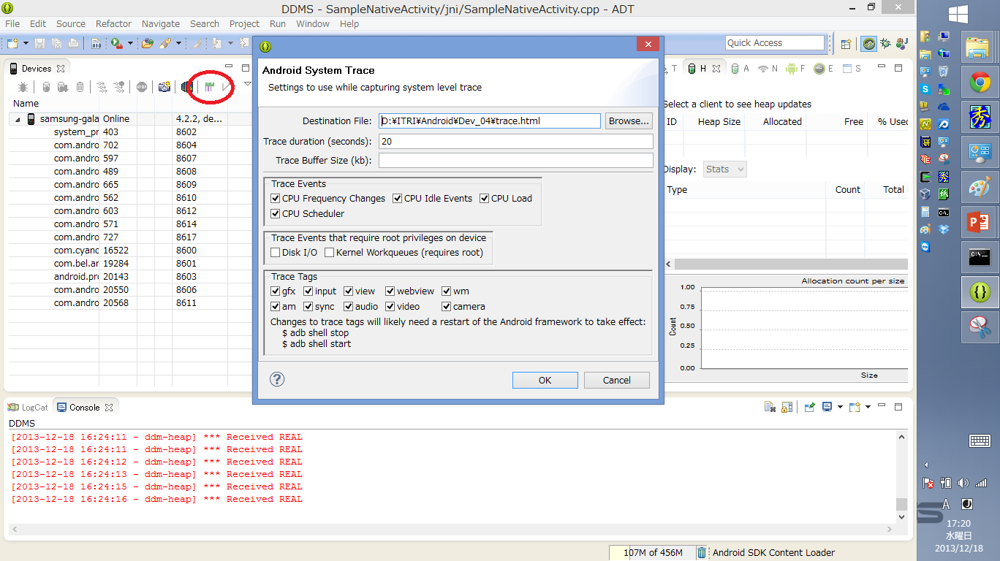 DDMS - SampleNativeActivity/jni/SampleNativeActivity.cpp - ADT
File Edit Source Refactor Navigate Search Project Run Window Help
Quick Access
Devices
Name
samsung-gala Online 4.2.2, de...
system_pr 403 8602
com.andro 702 8604
com.andro 597 8607
com.andro 489 8608
com.andro 665 8609
com.andro 562 8610
com.andro 603 8612
com.andro 571 8614
com.andro 727 8617
com.cyanc 16522 8600
com.bel.ar 19284 8601
android.pro 20143 8603
com.andro 20550 8606
com.andro 20568 8611
Android System Trace
Settings to use while capturing system level trace
Destination File: D:¥ITRI¥Android¥Dev_04¥trace.html Browse...
Trace duration (seconds): 20
Trace Buffer Size (kb):
Trace Events
CPU Frequency Changes CPU Idle Events CPU Load
CPU Scheduler
Trace Events that require root privileges on device
Disk I/O Kernel Workqueues (requires root)
Trace Tags
gfx input view webview wm
am sync audio video camera
Changes to trace tags will likely need a restart of the Android framework to take effect:
$ adb shell stop
$ adb shell start
OK Cancel
T H A N F E S
Select a client to see heap updates
ID Heap Size Allocated Free % Usec
Display: Stats
Type Count Total
Allocation count per size
1.00
0.75
0.50
0.25
0.00
Count
Size
LogCat Console
DDMS
[2013-12-18 16:24:11 - ddm-heap] *** Received REAL
[2013-12-18 16:24:11 - ddm-heap] *** Received REAL
[2013-12-18 16:24:12 - ddm-heap] *** Received REAL
[2013-12-18 16:24:13 - ddm-heap] *** Received REAL
[2013-12-18 16:24:15 - ddm-heap] *** Received REAL
[2013-12-18 16:24:16 - ddm-heap] *** Received REAL
107M of 456M Android SDK Content Loader
A
17:20
水曜日
2013/12/18